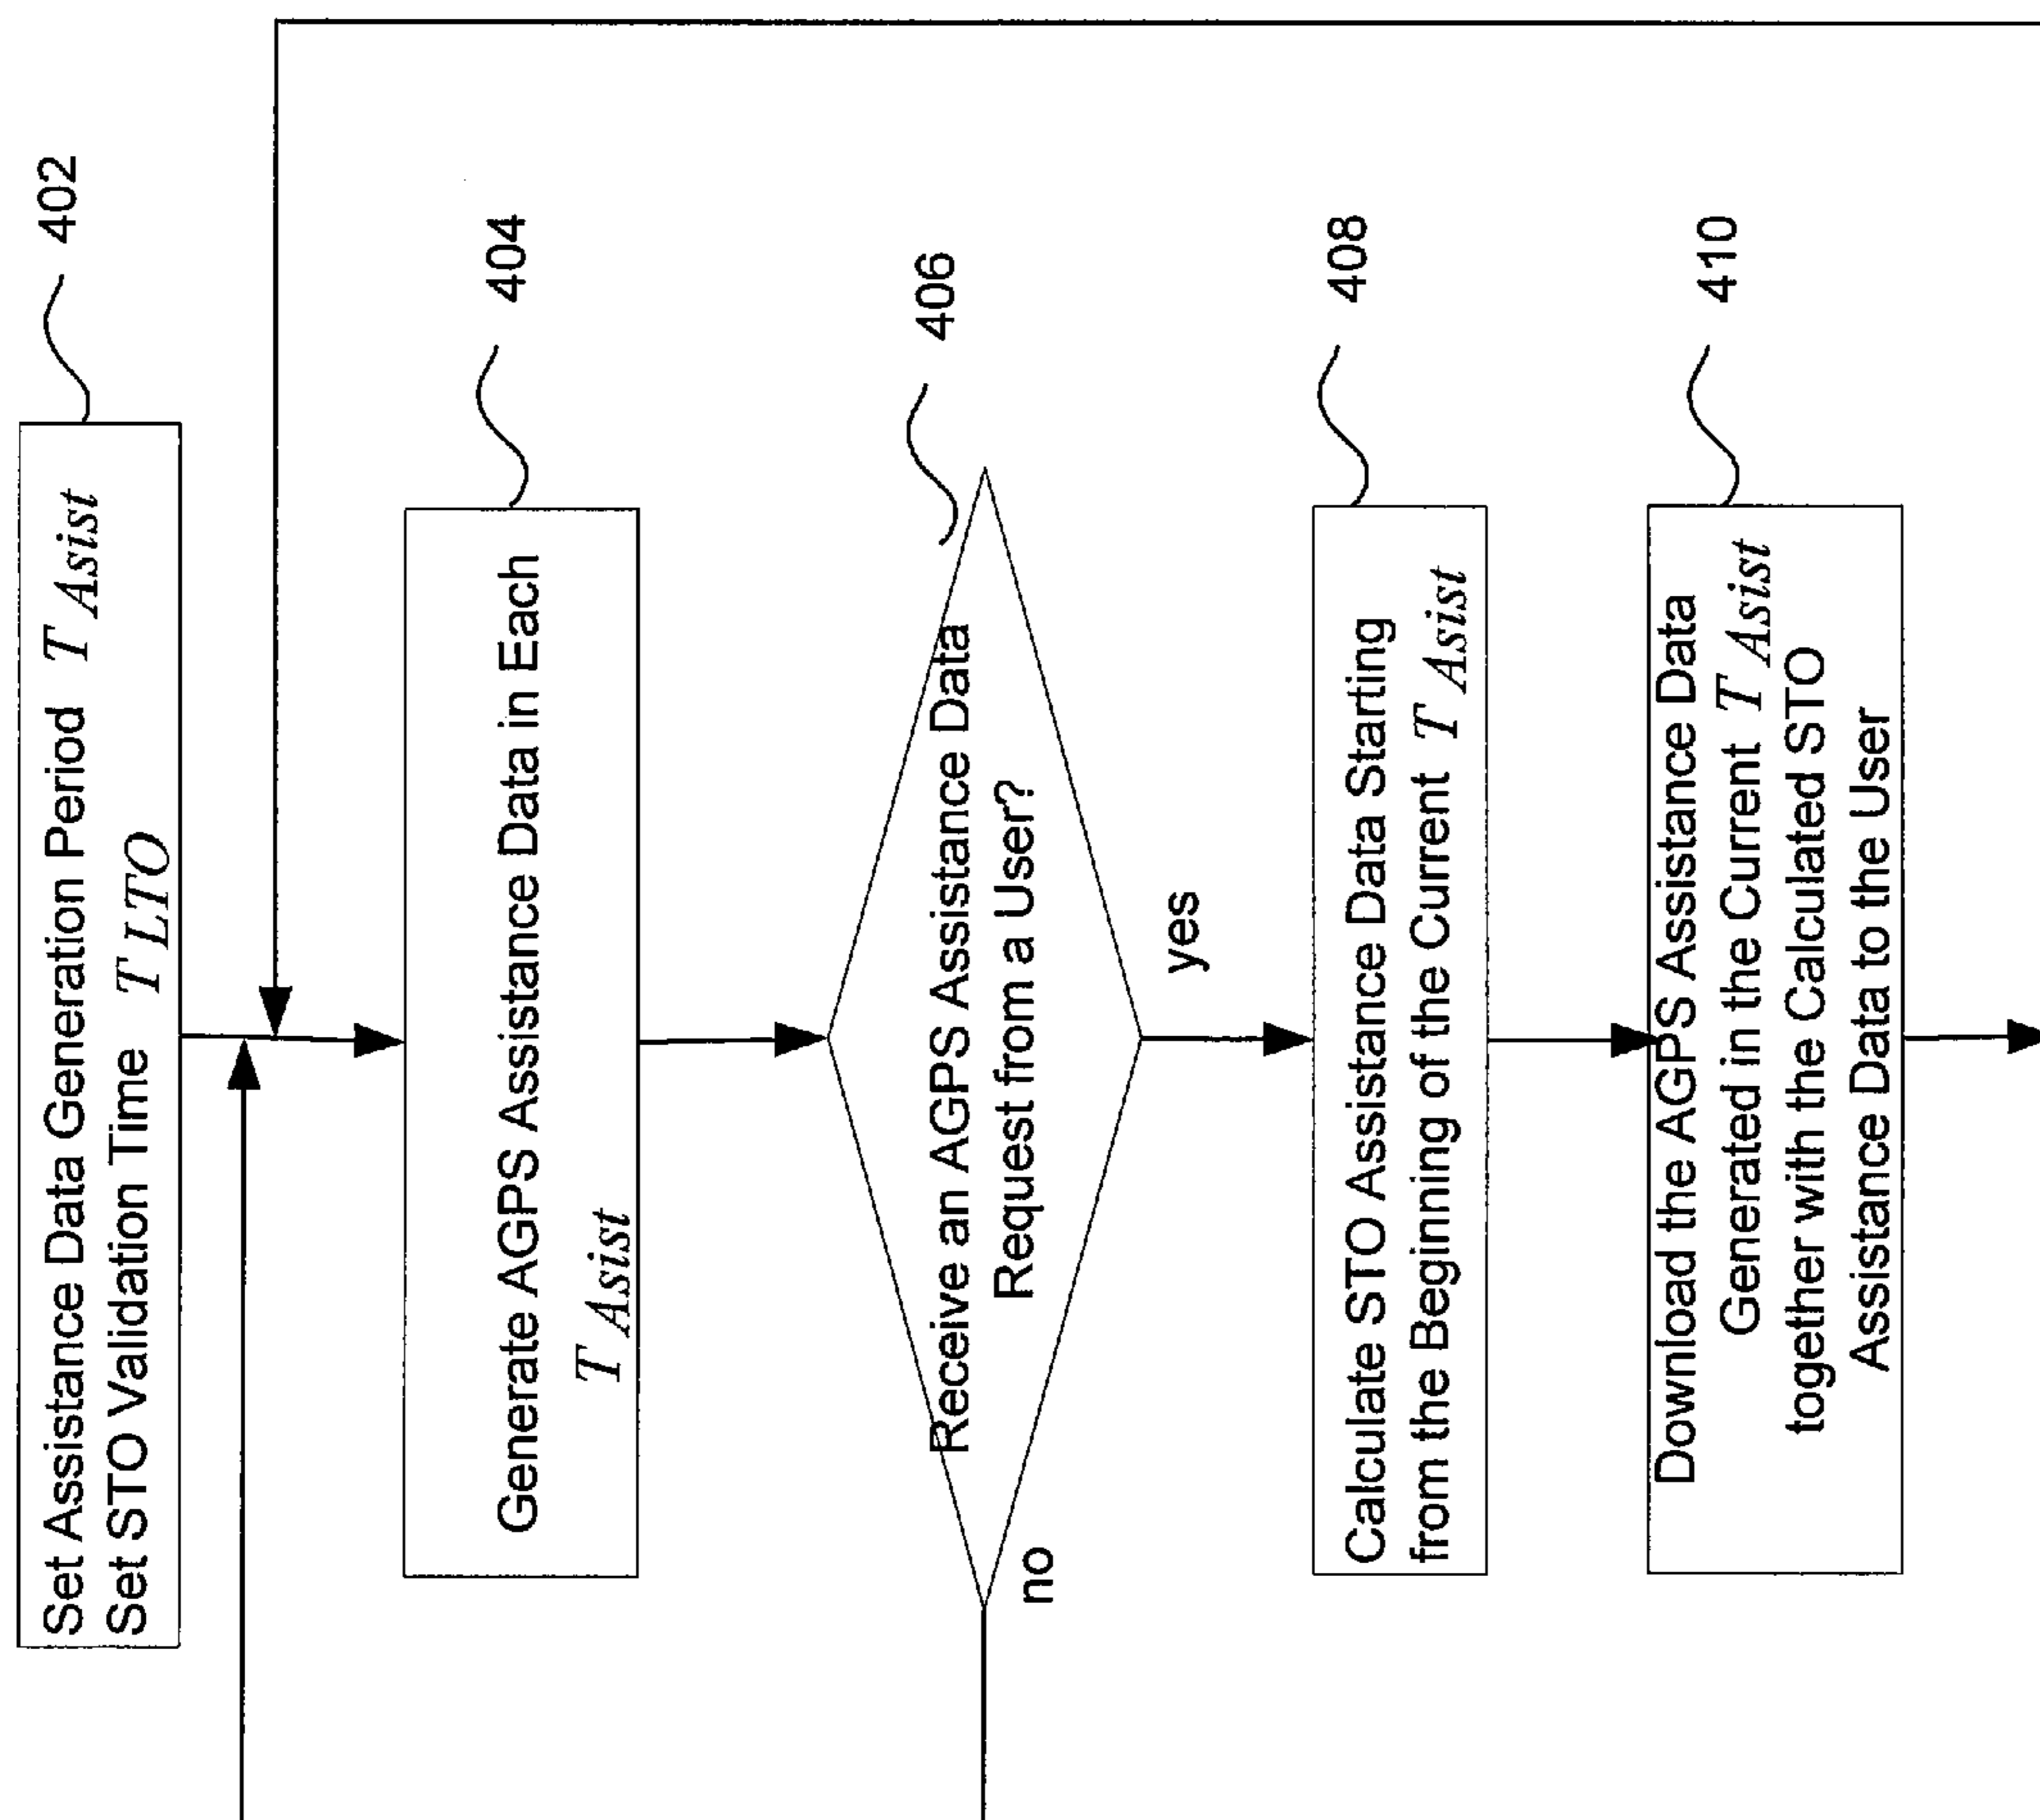 Set Assistance Data Generation Period T Asist
Set STO Validation Time T LTO
402
Generate AGPS Assistance Data in Each
T Asist
404
Receive an AGPS Assistance Data
Request from a User?
406
no
yes
Calculate STO Assistance Data Starting
from the Beginning of the Current T Asist
408
Download the AGPS Assistance Data
Generated in the Current T Asist
together with the Calculated STO
Assistance Data to the User
410